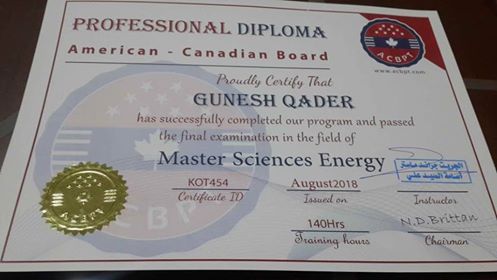 PROFESSIONAL DIPLOMA
American - Canadian Board
ACBPT
www.acbpt.com
Proudly Certify That
GUNESH QADER
has successfully completed our program and passed
the final examination in the field of
Master Sciences Energy
KOT454
Certificate ID
August2018
Issued on
Instructor
140Hrs
Training hours
N.D.Brittan
Chairman
ACBPT
ACBPT